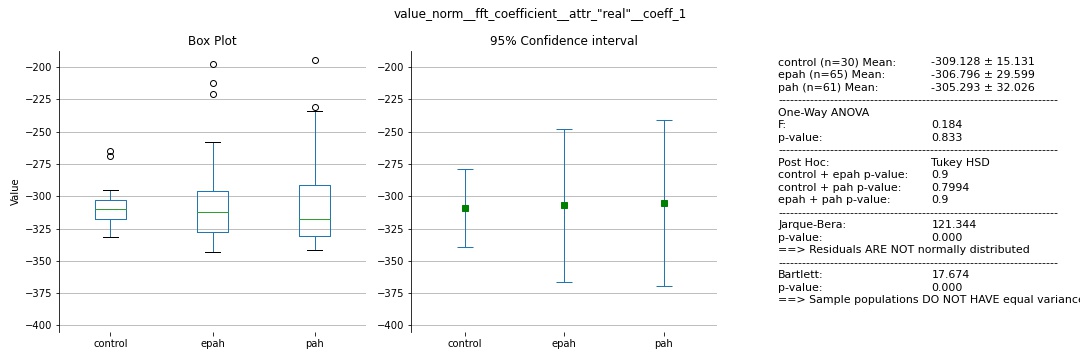 value_norm__fft_coefficient__attr_"real"__coeff_1
Box Plot
Value
−200
−225
−250
−275
−300
−325
−350
−375
−400
control epah pah
95% Confidence interval
−200
−225
−250
−275
−300
−325
−350
−375
−400
control epah pah
control (n=30) Mean: -309.128 ± 15.131
epah (n=65) Mean: -306.796 ± 29.599
pah (n=61) Mean: -305.293 ± 32.026
One-Way ANOVA
F: 0.184
p-value: 0.833
Post Hoc: Tukey HSD
control + epah p-value: 0.9
control + pah p-value: 0.7994
epah + pah p-value: 0.9
Jarque-Bera: 121.344
p-value: 0.000
==> Residuals ARE NOT normally distributed
Bartlett: 17.674
p-value: 0.000
==> Sample populations DO NOT HAVE equal variance